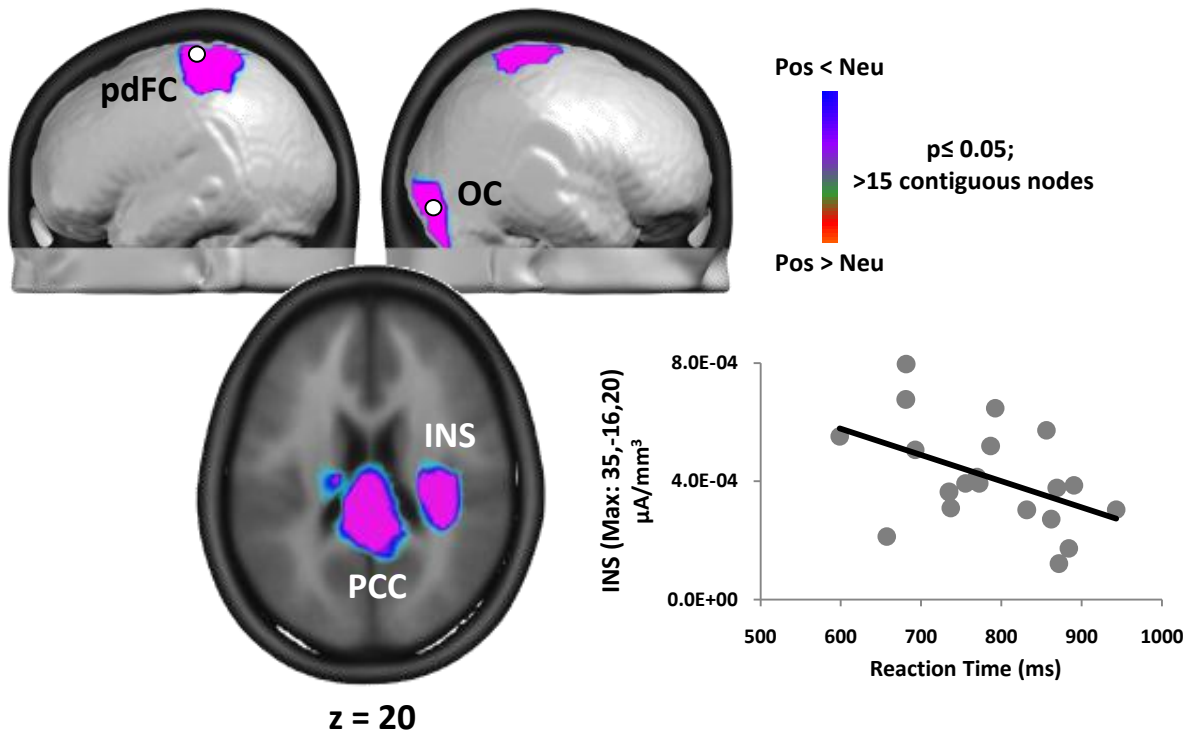 pdFC
OC
Pos < Neu
p≤ 0.05;
>15 contiguous nodes
Pos > Neu
INS
PCC
z = 20
INS (Max: 35,-16,20)
µA/mm³
8.0E-04
4.0E-04
0.0E+00
500 600 700 800 900 1000
Reaction Time (ms)